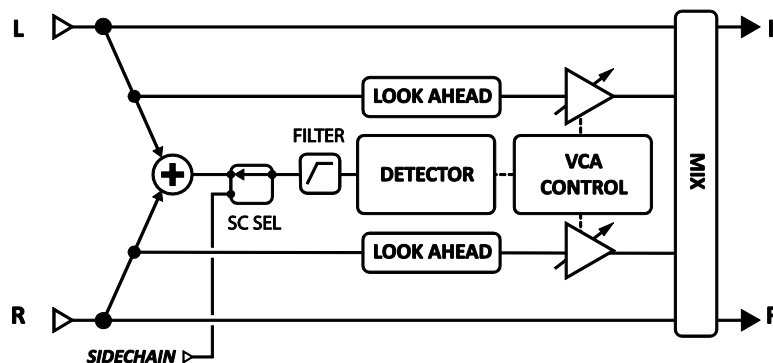 L
LOOK AHEAD
FILTER
DETECTOR
VCA
CONTROL
MIX
SC SEL
LOOK AHEAD
R
SIDECHAIN